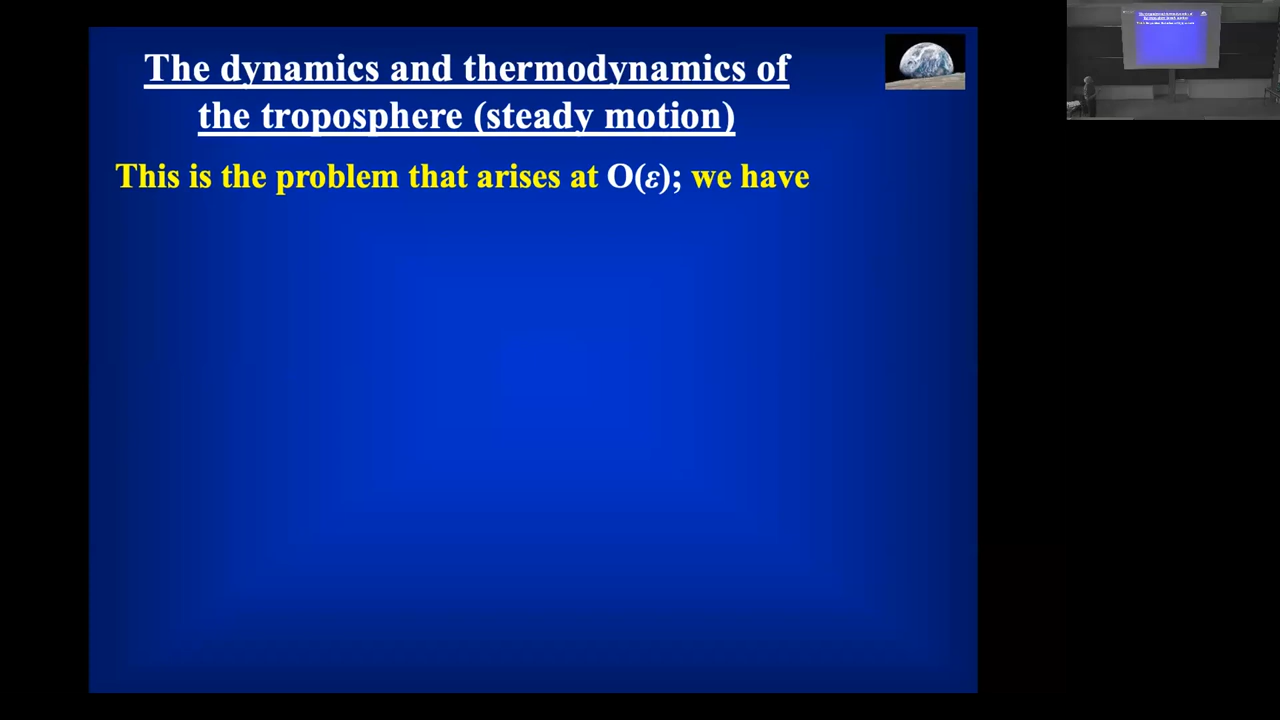 The dynamics and thermodynamics of
the troposphere (steady motion)
This is the problem that arises at O(ε); we have